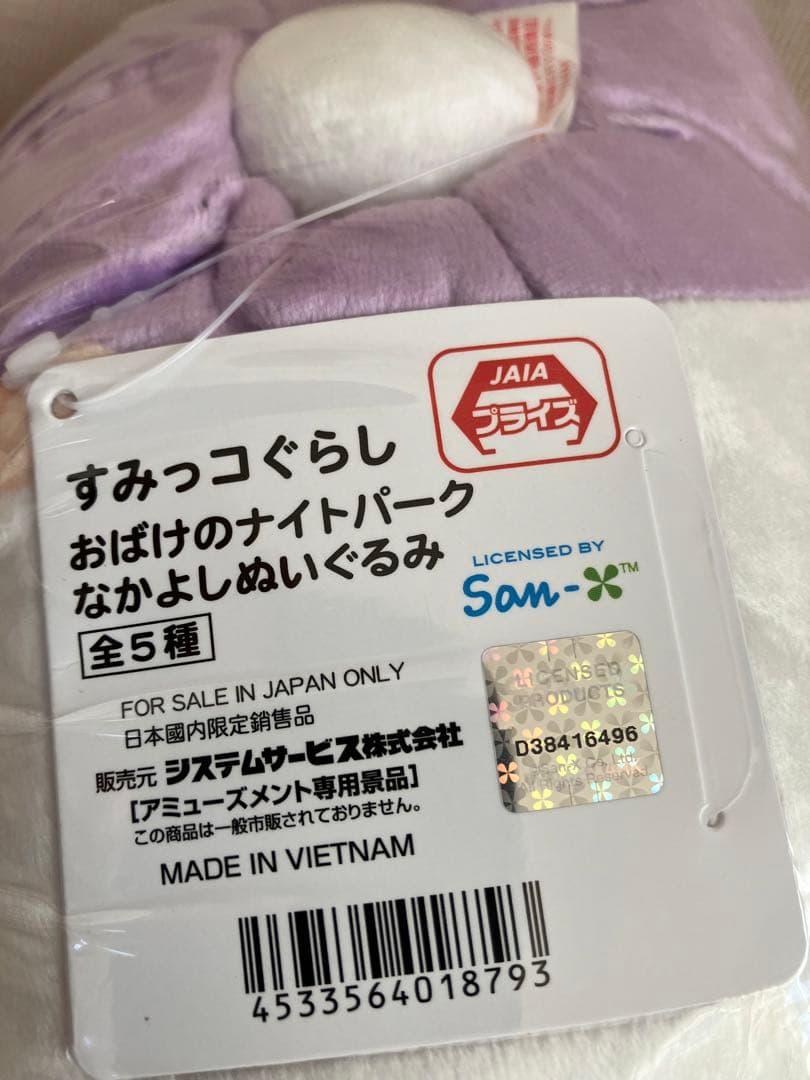 JAIA
プライズ
すみっコぐらし
おばけのナイトパーク
なかよしぬいぐるみ
全5種
LICENSED BY
San-X™
FOR SALE IN JAPAN ONLY
日本國内限定銷售品
販売元 システムサービス株式会社
[アミューズメント専用景品]
この商品は一般市販されておりません。
MADE IN VIETNAM
LICENSED
PRODUCTS
D38416496
4533564018793